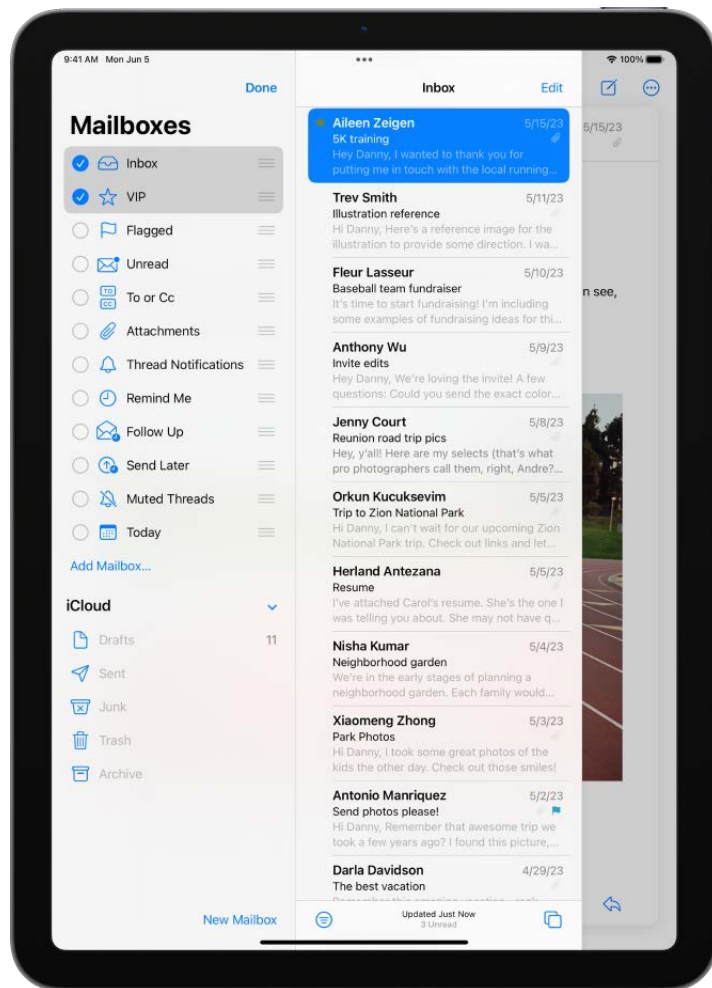 9:41 AM Mon Jun 5
100%
Done
Mailboxes
Inbox
VIP
Flagged
Unread
TO
CC
To or Cc
Attachments
Thread Notifications
Remind Me
Follow Up
Send Later
Muted Threads
Today
Add Mailbox...
iCloud
Drafts 11
Sent
Junk
Trash
Archive
New Mailbox
Inbox Edit
Aileen Zeigen 5/15/23
5K training
Hey Danny, I wanted to thank you for
putting me in touch with the local running...
Trev Smith 5/11/23
Illustration reference
Hi Danny, Here's a reference image for the
illustration to provide some direction. I wa...
Fleur Lasseur 5/10/23
Baseball team fundraiser
It's time to start fundraising! I'm including
some examples of fundraising ideas for thi...
Anthony Wu 5/9/23
Invite edits
Hey Danny, We're loving the invite! A few
questions: Could you send the exact color...
Jenny Court 5/8/23
Reunion road trip pics
Hey, y'all! Here are my selects (that's what
pro photographers call them, right, Andre?...
Orkun Kucuksevim 5/5/23
Trip to Zion National Park
Hi Danny, I can't wait for our upcoming Zion
National Park trip. Check out links and let...
Herland Antezana 5/5/23
Resume
I've attached Carol's resume. She's the one I
was telling you about. She may not have q...
Nisha Kumar 5/4/23
Neighborhood garden
We're in the early stages of planning a
neighborhood garden. Each family would...
Xiaomeng Zhong 5/3/23
Park Photos
Hi Danny, I took some great photos of the
kids the other day. Check out those smiles!
Antonio Manriquez 5/2/23
Send photos please!
Hi Danny, Remember that awesome trip we
took a few years ago? I found this picture,...
Darla Davidson 4/29/23
The best vacation
Updated Just Now
3 Unread
5/15/23
n see,